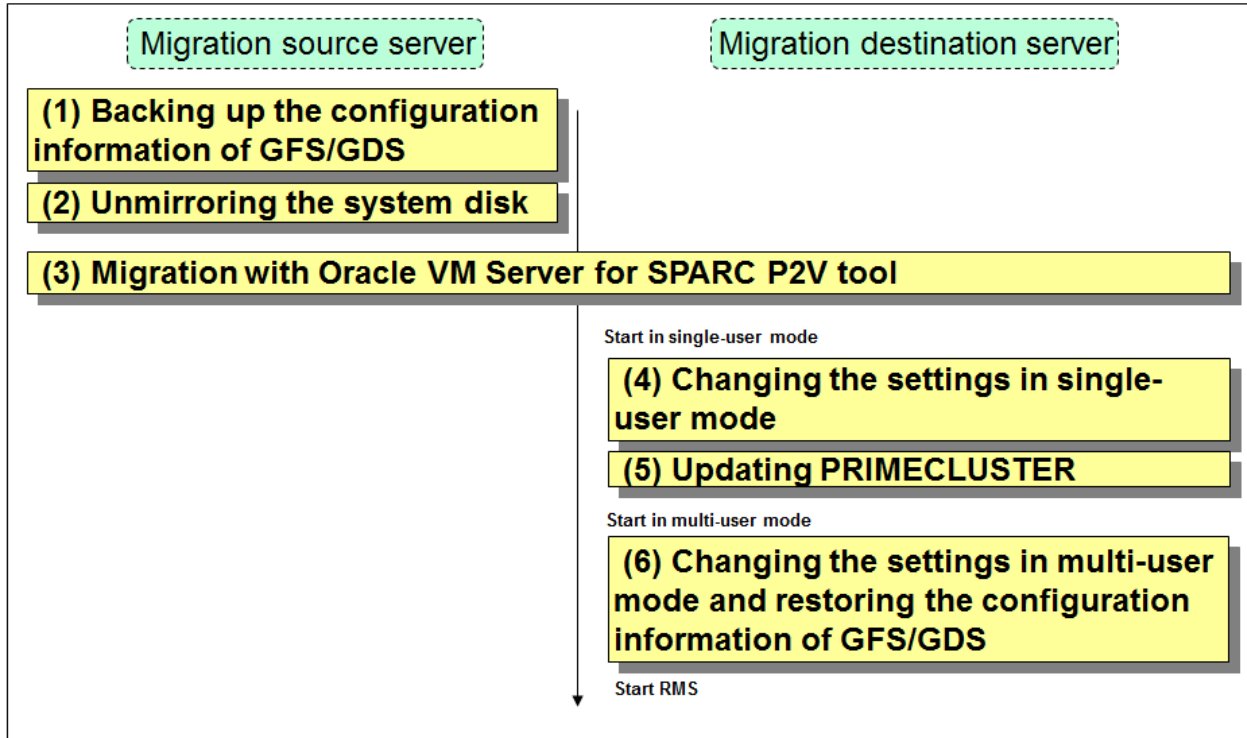 Migration source server
Migration destination server
(1) Backing up the configuration
information of GFS/GDS
(2) Unmirroring the system disk
(3) Migration with Oracle VM Server for SPARC P2V tool
Start in single-user mode
(4) Changing the settings in single-
user mode
(5) Updating PRIMECLUSTER
Start in multi-user mode
(6) Changing the settings in multi-user
mode and restoring the configuration
information of GFS/GDS
Start RMS